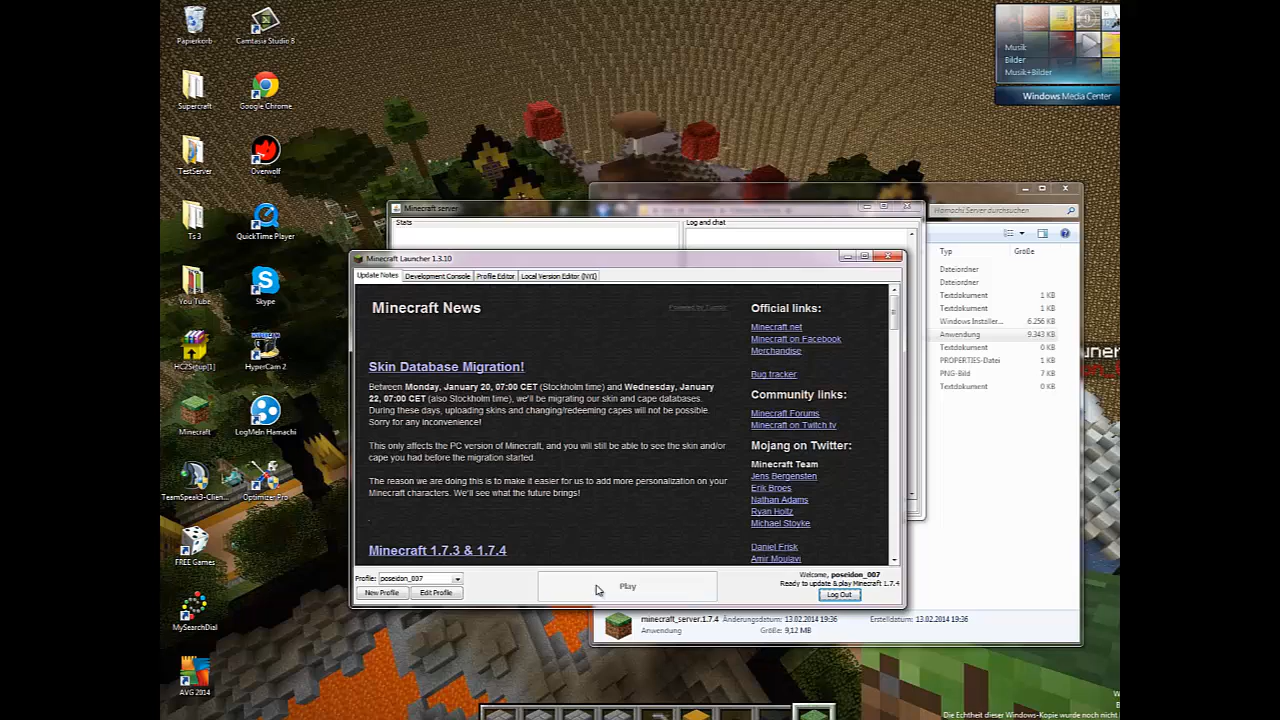 Papierkorb
Camtasia Studio 8
Supercraft
Google Chrome
TestServer
Overwolf
Ts 3
QuickTime Player
You Tube
Skype
HC2Setup[1]
HyperCam 2
Minecraft
LogMeIn Hamachi
TeamSpeak3-Clien...
Optimizer Pro
FREE Games
MySearchDial
AVG 2014
Musik
Bilder
Musik+Bilder
Windows Media Center
Hamachi Server durchsuchen
Typ
Größe
Dateiordner
Dateiordner
Textdokument 1 KB
Textdokument 1 KB
Windows Installer... 6.256 KB
Anwendung 9.343 KB
Textdokument 0 KB
PROPERTIES-Datei 1 KB
PNG-Bild 7 KB
Textdokument 0 KB
Minecraft server
Stats
Log and chat
Minecraft Launcher 1.3.10
Update Notes
Development Console
Profile Editor
Local Version Editor (NYI)
Minecraft News
Powered by Tumblr
Skin Database Migration!
Between Monday, January 20, 07:00 CET (Stockholm time) and Wednesday, January
22, 07:00 CET (also Stockholm time), we'll be migrating our skin and cape databases.
During these days, uploading skins and changing/redeeming capes will not be possible.
Sorry for any inconvenience!
This only affects the PC version of Minecraft, and you will still be able to see the skin and/or
cape you had before the migration started.
The reason we are doing this is to make it easier for us to add more personalization on your
Minecraft characters. We'll see what the future brings!
.
Minecraft 1.7.3 & 1.7.4
Official links:
Minecraft.net
Minecraft on Facebook
Merchandise
Bug tracker
Community links:
Minecraft Forums
Minecraft on Twitch.tv
Mojang on Twitter:
Minecraft Team
Jens Bergensten
Erik Broes
Nathan Adams
Ryan Holtz
Michael Stoyke
Daniel Frisk
Amir Moulavi
Profile: poseidon_007
New Profile
Edit Profile
Play
Welcome, poseidon_007
Ready to update & play Minecraft 1.7.4
Log Out
minecraft_server.1.7.4 Änderungsdatum: 13.02.2014 19:36 Erstelldatum: 13.02.2014 19:36
Anwendung Größe: 9,12 MB
Die Echtheit dieser Windows-Kopie wurde noch nicht